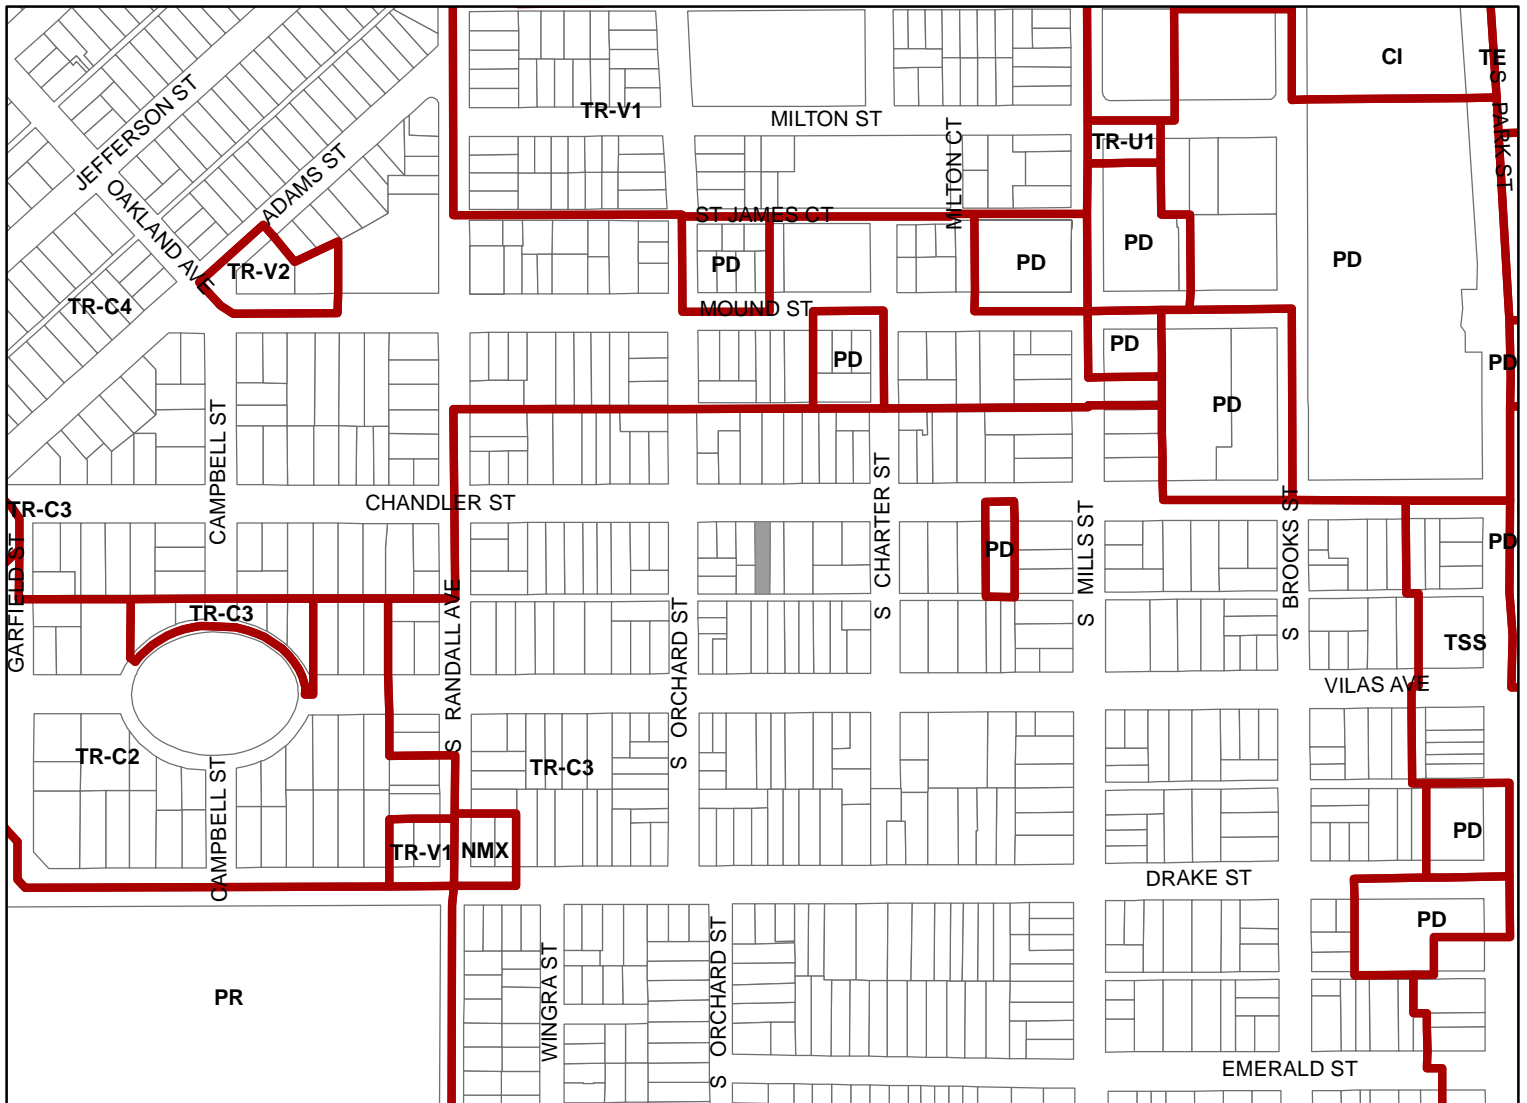 CI
TE
S PARK ST
TR-V1
MILTON ST
JEFFERSON ST
MILTON CT
TR-U1
ADAMS ST
OAKLAND AVE
ST JAMES CT
PD
PD
PD
PD
TR-V2
TR-C4
MOUND ST
PD
PD
PD
PD
CAMPBELL ST
CHANDLER ST
S CHARTER ST
TR-C3
S MILLS ST
S BROOKS ST
PD
PD
GARFIELD ST
TR-C3
S RANDALL AVE
S ORCHARD ST
TSS
VILAS AVE
TR-C2
TR-C3
CAMPBELL ST
TR-V1
NMX
PD
DRAKE ST
PD
WINGRA ST
S ORCHARD ST
PR
EMERALD ST